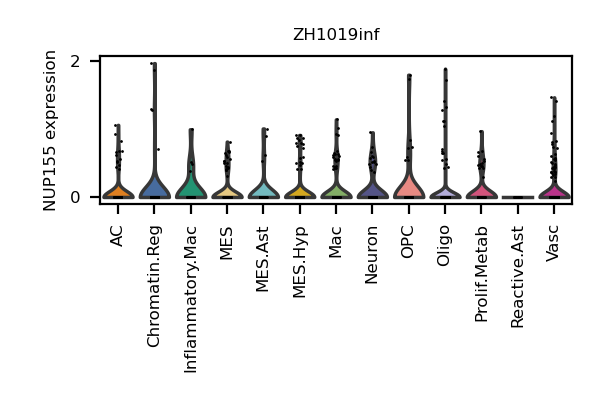 ZH1019inf
NUP155 expression
2
0
AC
Chromatin.Reg
Inflammatory.Mac
MES
MES.Ast
MES.Hyp
Mac
Neuron
OPC
Oligo
Prolif.Metab
Reactive.Ast
Vasc